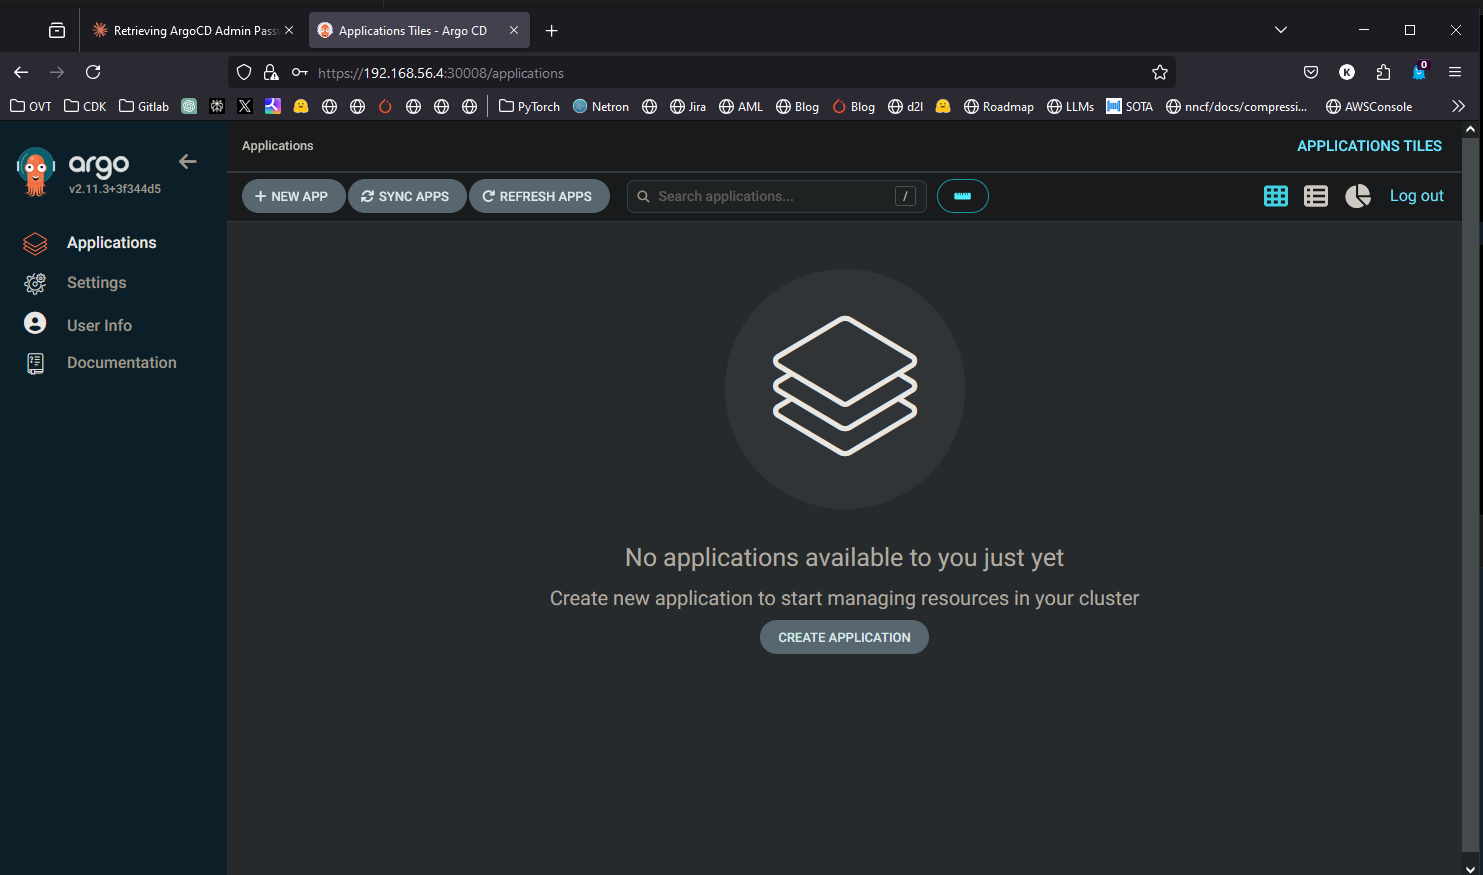 Retrieving ArgoCD Admin Pass
Applications Tiles - Argo CD
https://192.168.56.4:30008/applications
0
K
OVT
CDK
Gitlab
PyTorch
Netron
Jira
AML
Blog
Blog
d2l
Roadmap
LLMs
SOTA
nncf/docs/compressi...
AWSConsole
argo
v2.11.3+3f344d5
Applications
Settings
User Info
Documentation
Applications
APPLICATIONS TILES
NEW APP
SYNC APPS
REFRESH APPS
Search applications...
/
Log out
No applications available to you just yet
Create new application to start managing resources in your cluster
CREATE APPLICATION